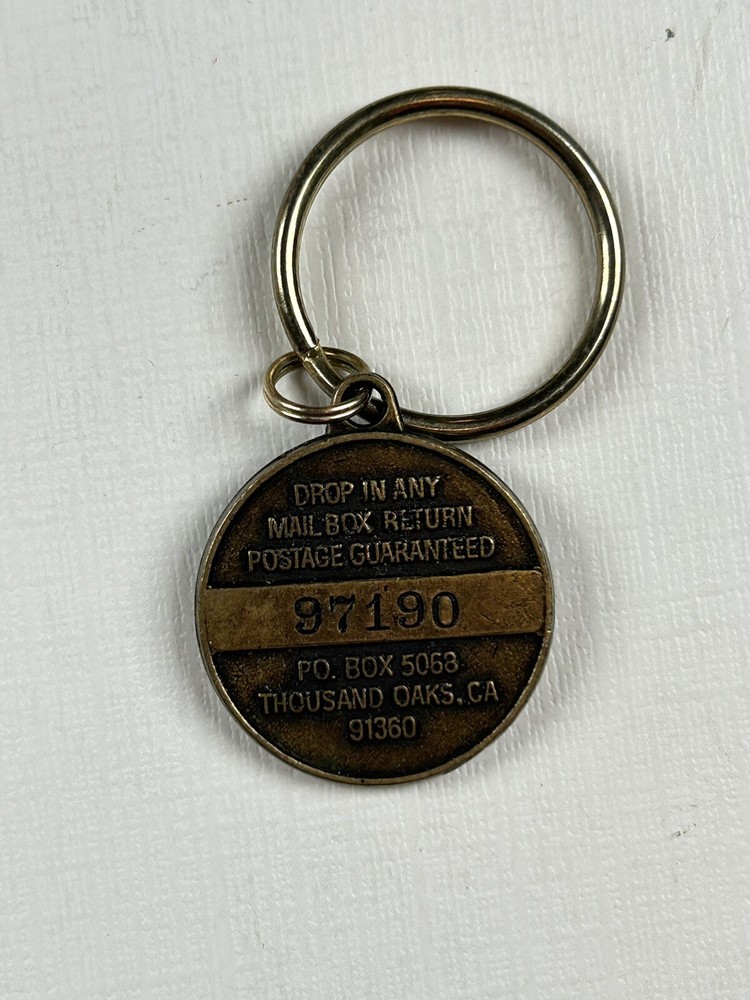 DROP IN ANY
MAIL BOX RETURN
POSTAGE GUARANTEED
97190
PO. BOX 5068
THOUSAND OAKS, CA
91360